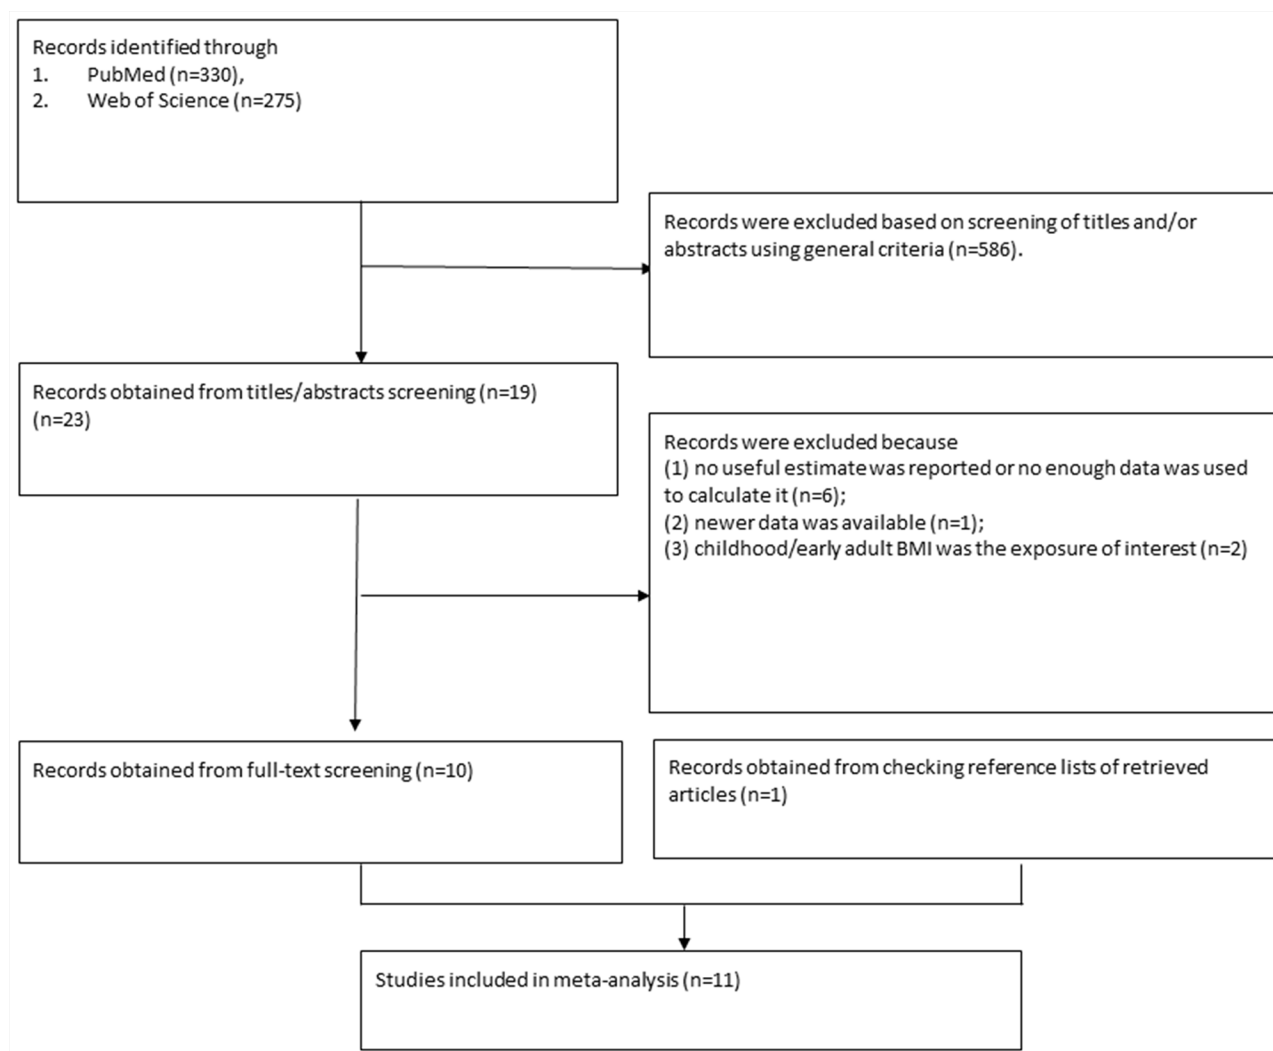 Records identified through
1. PubMed (n=330),
2. Web of Science (n=275)
Records were excluded based on screening of titles and/or
abstracts using general criteria (n=586).
Records obtained from titles/abstracts screening (n=19)
(n=23)
Records were excluded because
(1) no useful estimate was reported or no enough data was used
to calculate it (n=6);
(2) newer data was available (n=1);
(3) childhood/early adult BMI was the exposure of interest (n=2)
Records obtained from full-text screening (n=10)
Records obtained from checking reference lists of retrieved
articles (n=1)
Studies included in meta-analysis (n=11)